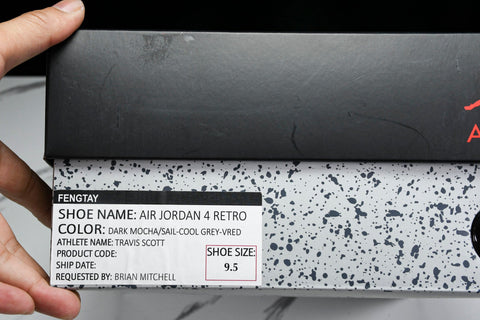 FENGTAY
SHOE NAME: AIR JORDAN 4 RETRO
COLOR: DARK MOCHA/SAIL-COOL GREY-VRED
ATHLETE NAME: TRAVIS SCOTT
PRODUCT CODE:
SHIP DATE:
REQUESTED BY: BRIAN MITCHELL
SHOE SIZE:
9.5